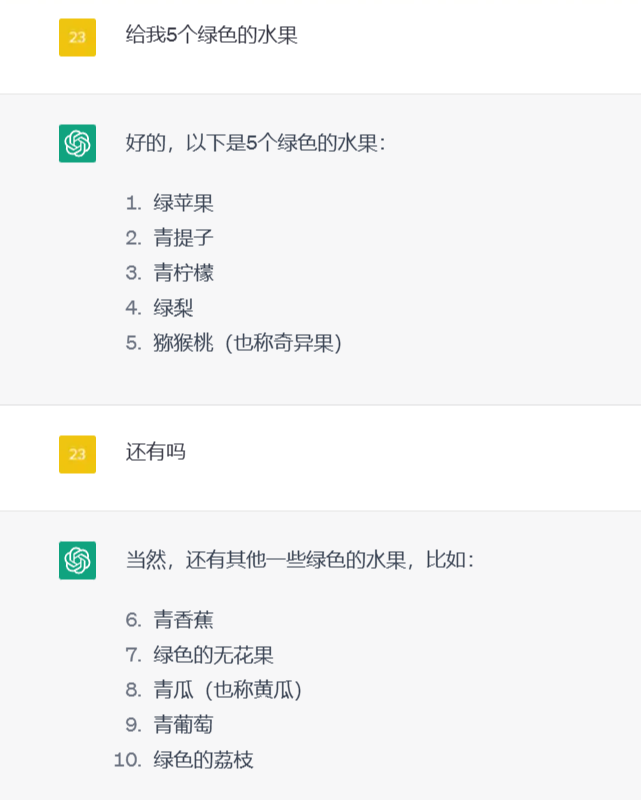 23
给我5个绿色的水果
好的，以下是5个绿色的水果：
1. 绿苹果
2. 青提子
3. 青柠檬
4. 绿梨
5. 猕猴桃（也称奇异果）
23
还有吗
当然，还有其他一些绿色的水果，比如：
6. 青香蕉
7. 绿色的无花果
8. 青瓜（也称黄瓜）
9. 青葡萄
10. 绿色的荔枝